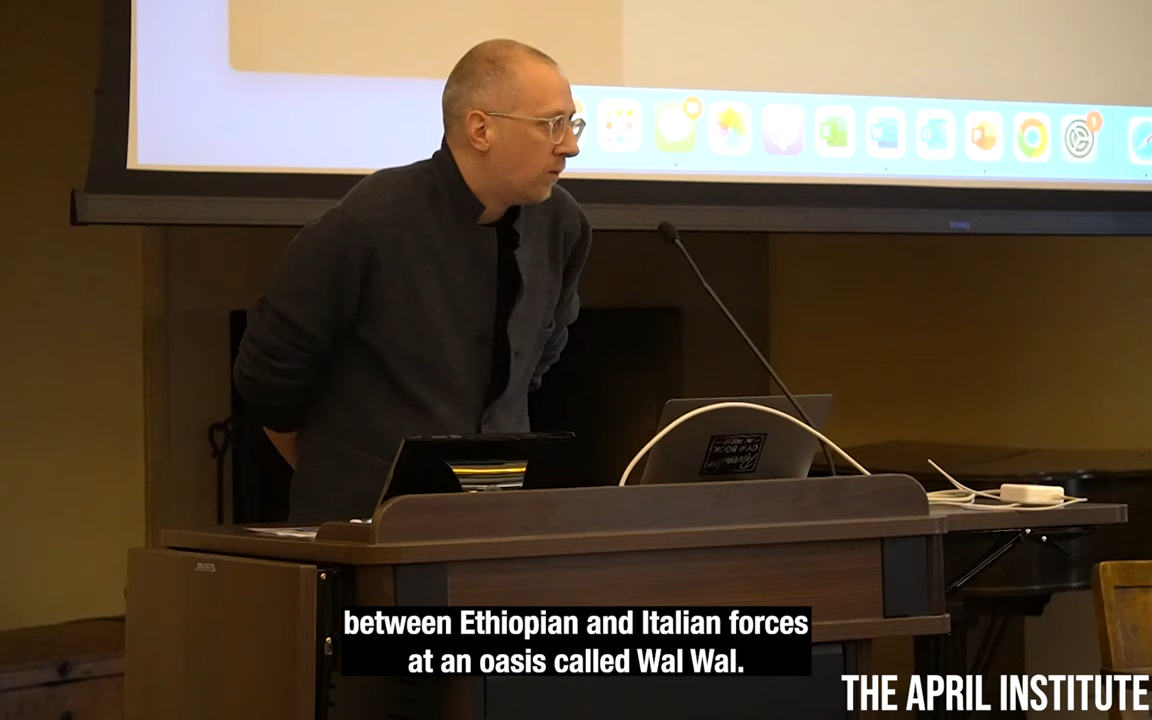 between Ethiopian and Italian forces
at an oasis called Wal Wal.
THE APRIL INSTITUTE